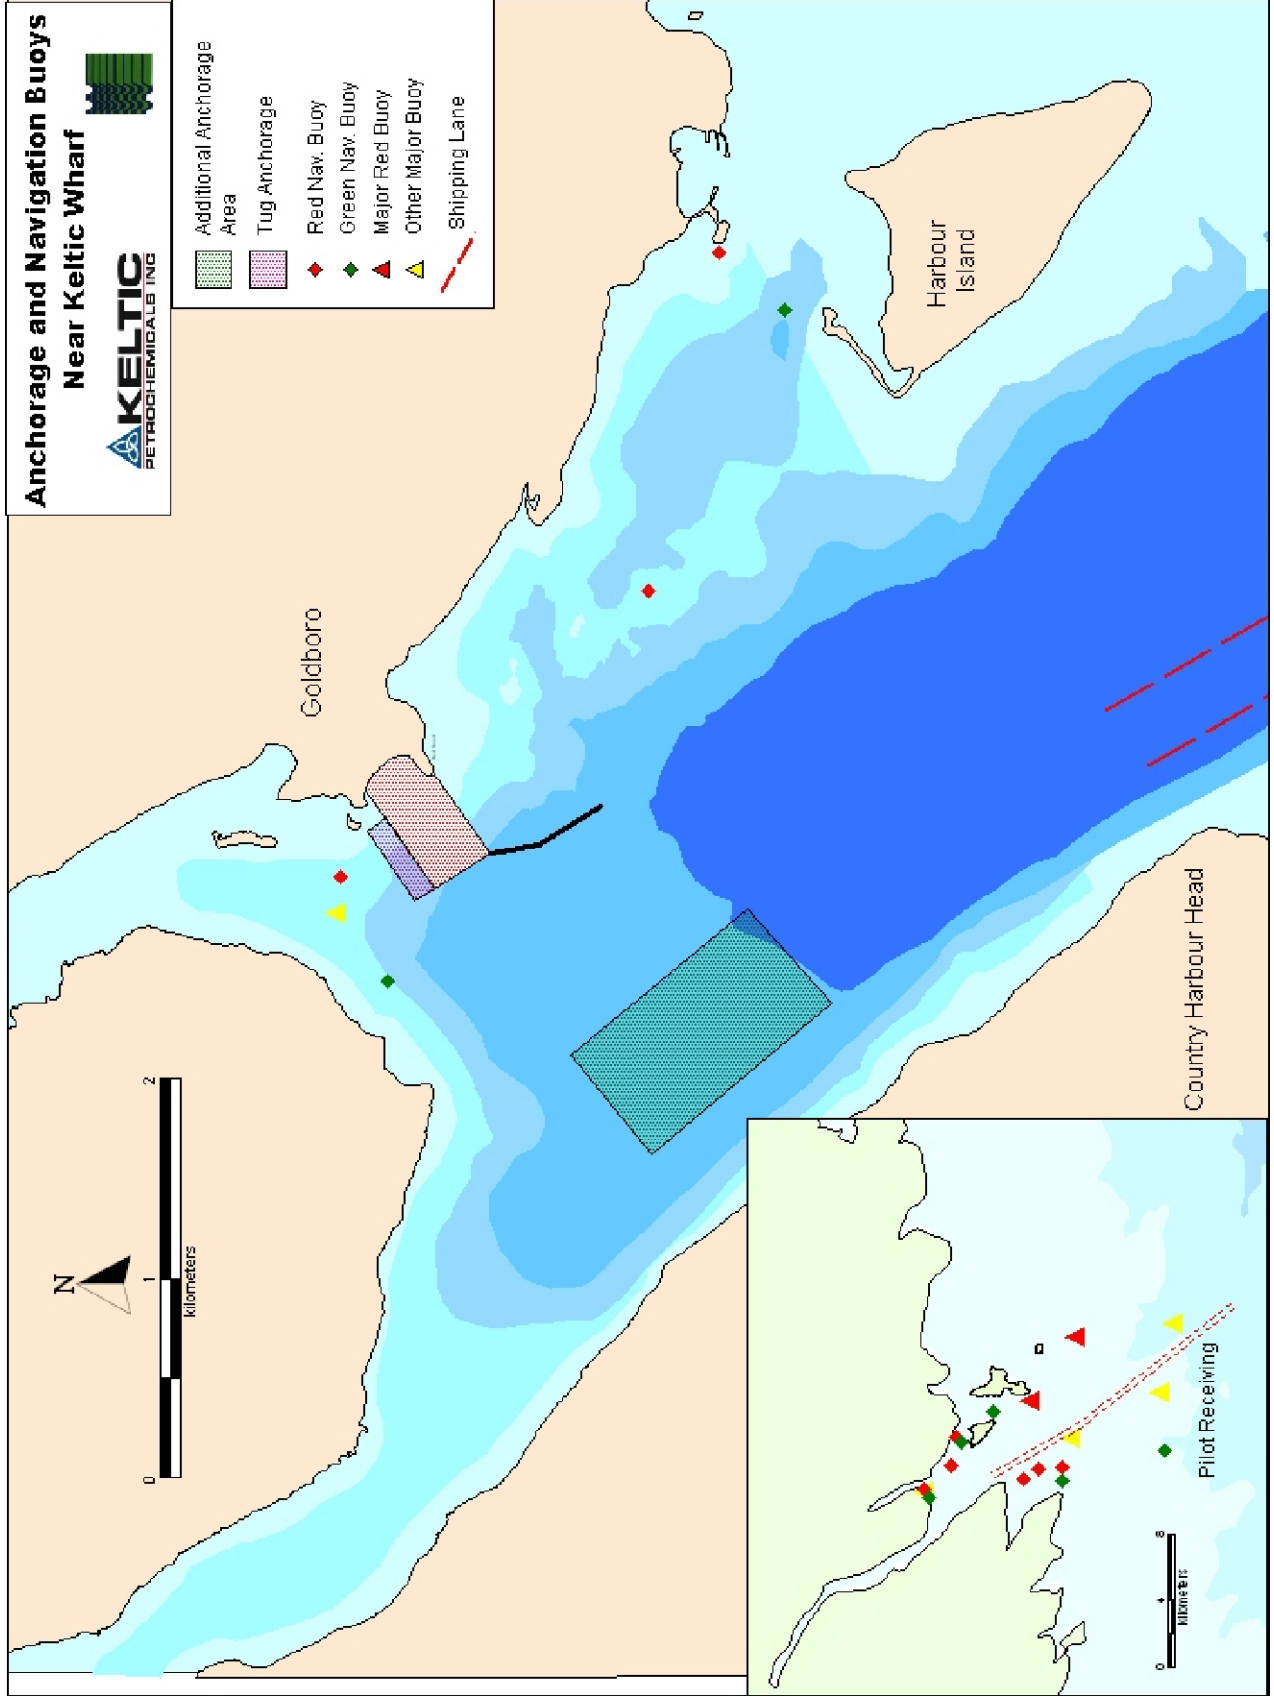 Anchorage and Navigation Buoys
Near Keltic Wharf
KELTIC
PETROCHEMICALS INC
Additional Anchorage
Area
Tug Anchorage
Red Nav. Buoy
Green Nav. Buoy
Major Red Buoy
Other Major Buoy
Shipping Lane
N
0 1 2
kilometers
Goldboro
Harbour
Island
Country Harbour Head
Pilot Receiving
0 4 8
kilometers